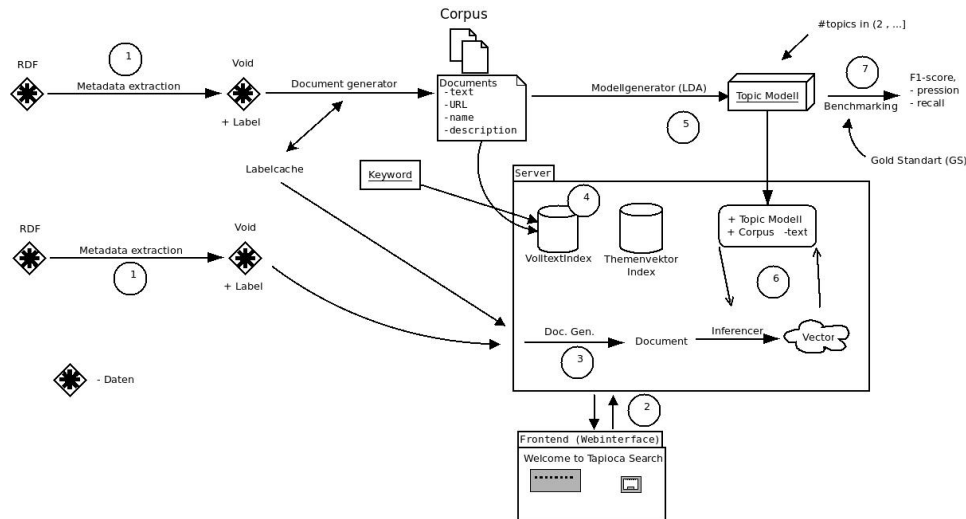 Corpus
#topics in (2 , ...]
1
7
RDF
Void
Metadata extraction
Document generator
Documents
-text
-URL
-name
-description
Modellgenerator (LDA)
Topic Modell
Benchmarking
F1-score,
- pression
- recall
+ Label
5
Gold Standart (GS)
Labelcache
Keyword
Server
4
VolltextIndex
Themenvektor
Index
+ Topic Modell
+ Corpus -text
RDF
Void
Metadata extraction
1
+ Label
6
Doc. Gen.
3
Document
Inferencer
Vector
- Daten
2
Frontend (Webinterface)
Welcome to Tapioca Search